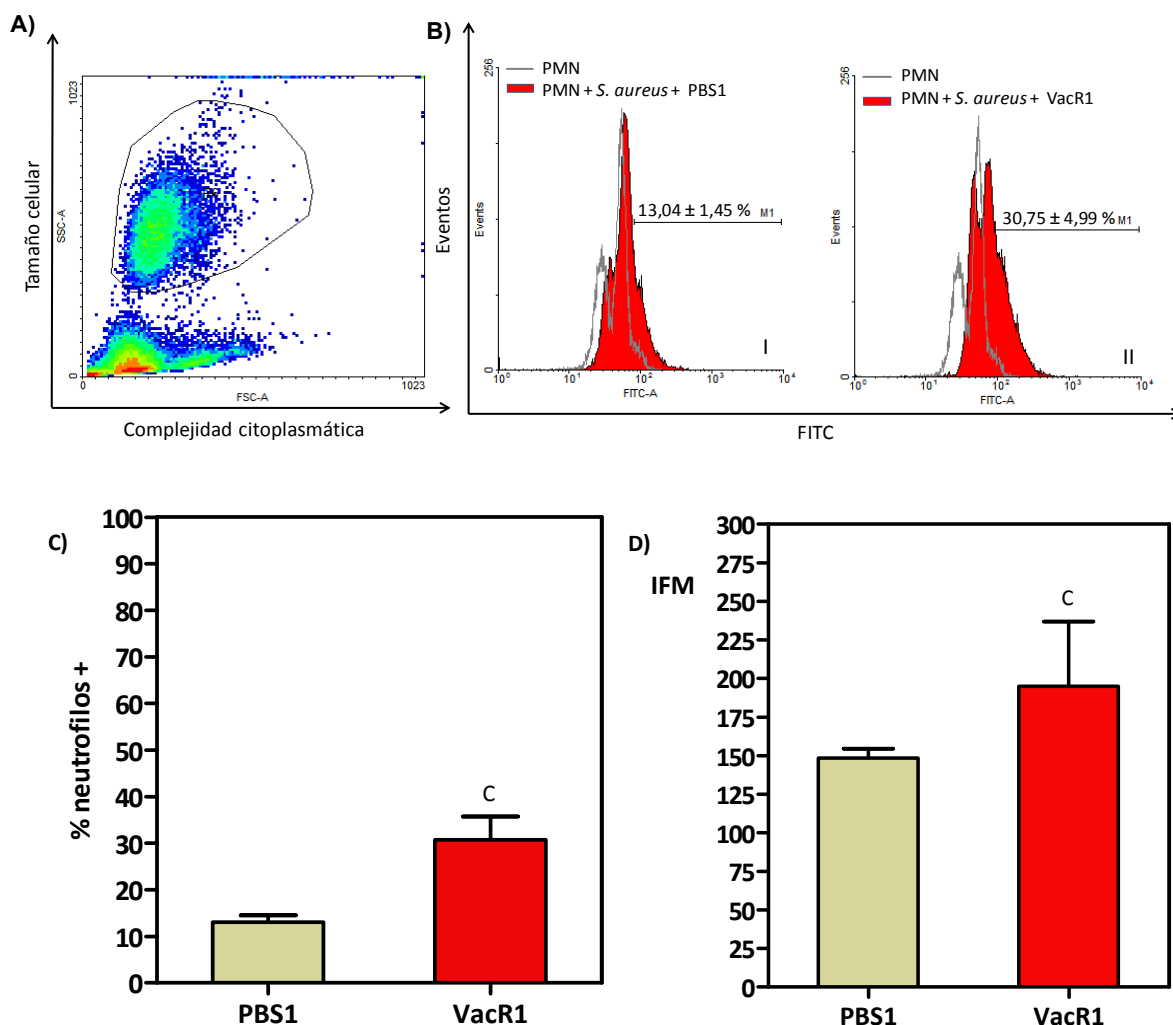 A)
1023
SSC-A
0
0
1023
FSC-A
Tamaño celular
Complejidad citoplasmática
B)
PMN
PMN + S. aureus + PBS1
256
Events
0
13,04 ± 1,45 % M1
I
10⁰ 10¹ 10² 10³ 10⁴
FITC-A
Eventos
PMN
PMN + S. aureus + VacR1
256
Events
0
30,75 ± 4,99 % M1
II
10⁰ 10¹ 10² 10³ 10⁴
FITC-A
FITC
C)
% neutrofilos +
100
90
80
70
60
50
40
30
20
10
0
C
PBS1 VacR1
D)
IFM
300
275
250
225
200
175
150
125
100
75
50
25
0
C
PBS1 VacR1